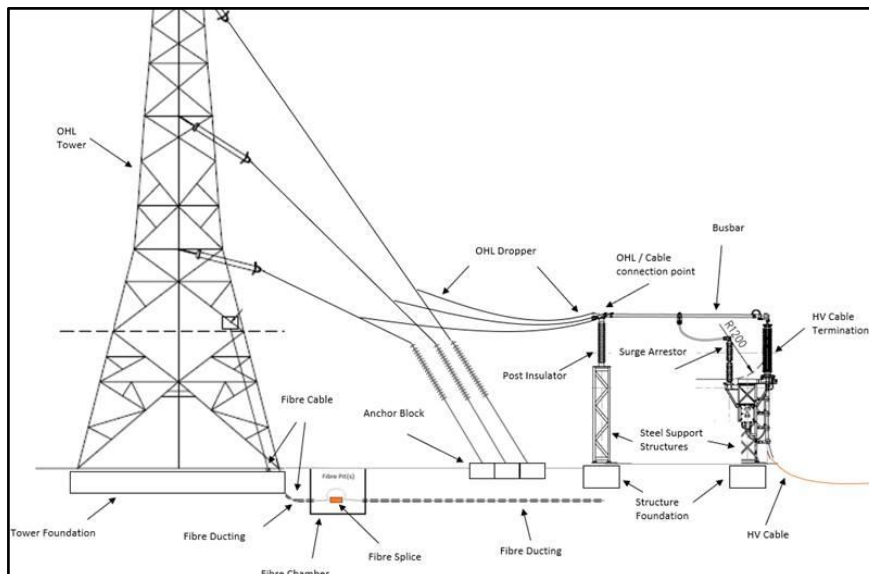 OHL
Tower
OHL Dropper
OHL / Cable
connection point
Busbar
HV Cable
Termination
R1200
Surge Arrestor
Post Insulator
Fibre Cable
Anchor Block
Steel Support
Structures
Fibre Pit(s)
Tower Foundation
Fibre Ducting
Fibre Splice
Fibre Ducting
Structure
Foundation
HV Cable
Fibre Chamber